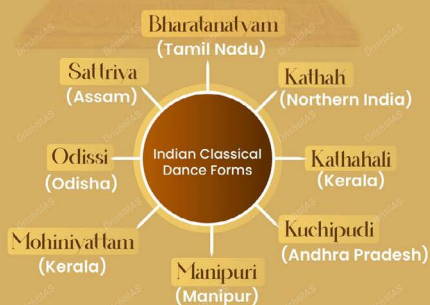 Bharatanatyam
(Tamil Nadu)
Sattriya
(Assam)
Kathak
(Northern India)
Odissi
(Odisha)
Indian Classical
Dance Forms
Kathakali
(Kerala)
Mohiniyattam
(Kerala)
Kuchipudi
(Andhra Pradesh)
Manipuri
(Manipur)